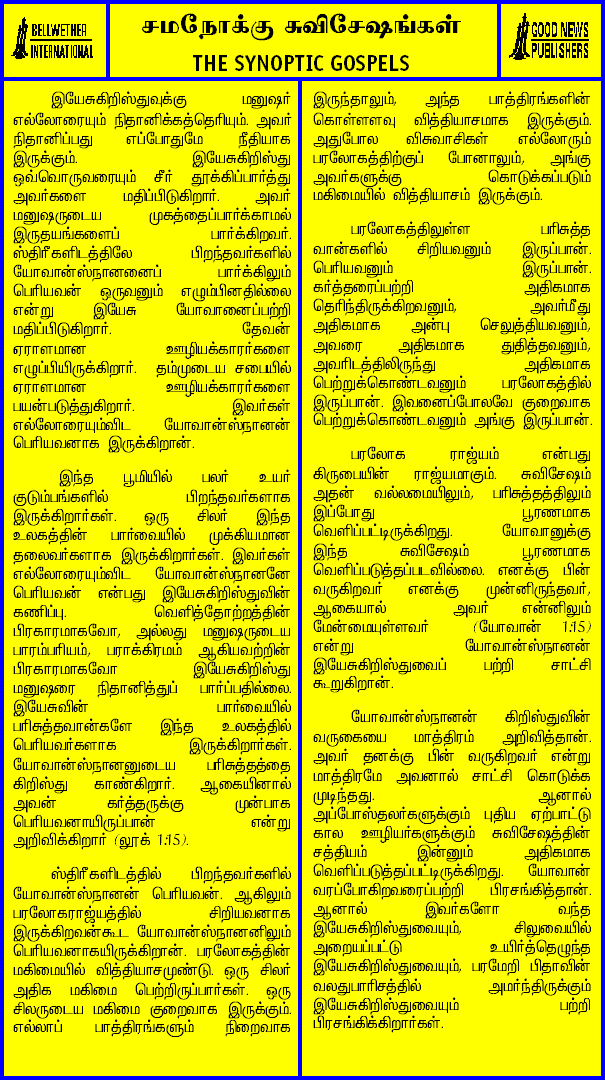 BELLWETHER
INTERNATIONAL
சமநோக்கு சுவிசேஷங்கள்
THE SYNOPTIC GOSPELS
GOOD NEWS
PUBLISHERS
இயேசுகிறிஸ்துவுக்கு மனுஷர்
எல்லோரையும் நிதானிக்கத்தெரியும். அவர்
நிதானிப்பது எப்போதுமே நீதியாக
இருக்கும். இயேசுகிறிஸ்து
ஒவ்வொருவரையும் சீர் தூக்கிப்பார்த்து
அவர்களை மதிப்பிடுகிறார். அவர்
மனுஷருடைய முகத்தைப்பார்க்காமல்
இருதயங்களைப் பார்க்கிறவர்.
ஸ்திரீகளிடத்திலே பிறந்தவர்களில்
யோவான்ஸ்நானனைப் பார்க்கிலும்
பெரியவன் ஒருவனும் எழும்பினதில்லை
என்று இயேசு யோவானைப்பற்றி
மதிப்பிடுகிறார். தேவன்
ஏராளமான ஊழியக்காரர்களை
எழுப்பியிருக்கிறார். தம்முடைய சபையில்
ஏராளமான ஊழியக்காரர்களை
பயன்படுத்துகிறார். இவர்கள்
எல்லோரையும்விட யோவான்ஸ்நானன்
பெரியவனாக இருக்கிறான்.
இந்த பூமியில் பலர் உயர்
குடும்பங்களில் பிறந்தவர்களாக
இருக்கிறார்கள். ஒரு சிலர் இந்த
உலகத்தின் பார்வையில் முக்கியமான
தலைவர்களாக இருக்கிறார்கள். இவர்கள்
எல்லோரையும்விட யோவான்ஸ்நானனே
பெரியவன் என்பது இயேசுகிறிஸ்துவின்
கணிப்பு. வெளித்தோற்றத்தின்
பிரகாரமாகவோ, அல்லது மனுஷருடைய
பாரம்பரியம், பராக்கிரமம் ஆகியவற்றின்
பிரகாரமாகவோ இயேசுகிறிஸ்து
மனுஷரை நிதானித்துப் பார்ப்பதில்லை.
இயேசுவின் பார்வையில்
பரிசுத்தவான்களே இந்த உலகத்தில்
பெரியவர்களாக இருக்கிறார்கள்.
யோவான்ஸ்நானனுடைய பரிசுத்தத்தை
கிறிஸ்து காண்கிறார். ஆகையினால்
அவன் கர்த்தருக்கு முன்பாக
பெரியவனாயிருப்பான் என்று
அறிவிக்கிறார் (லூக் 1:15).
ஸ்திரீகளிடத்தில் பிறந்தவர்களில்
யோவான்ஸ்நானன் பெரியவன். ஆகிலும்
பரலோகராஜ்யத்தில் சிறியவனாக
இருக்கிறவன்கூட யோவான்ஸ்நானனிலும்
பெரியவனாகயிருக்கிறான். பரலோகத்தின்
மகிமையில் வித்தியாசமுண்டு. ஒரு சிலர்
அதிக மகிமை பெற்றிருப்பார்கள். ஒரு
சிலருடைய மகிமை குறைவாக இருக்கும்.
எல்லாப் பாத்திரங்களும் நிறைவாக
இருந்தாலும், அந்த பாத்திரங்களின்
கொள்ளளவு வித்தியாசமாக இருக்கும்.
அதுபோல விசுவாசிகள் எல்லோரும்
பரலோகத்திற்குப் போனாலும், அங்கு
அவர்களுக்கு கொடுக்கப்படும்
மகிமையில் வித்தியாசம் இருக்கும்.
பரலோகத்திலுள்ள பரிசுத்த
வான்களில் சிறியவனும் இருப்பான்.
பெரியவனும் இருப்பான்.
கர்த்தரைப்பற்றி அதிகமாக
தெரிந்திருக்கிறவனும், அவர்மீது
அதிகமாக அன்பு செலுத்தியவனும்,
அவரை அதிகமாக துதித்தவனும்,
அவரிடத்திலிருந்து அதிகமாக
பெற்றுக்கொண்டவனும் பரலோகத்தில்
இருப்பான். இவனைப்போலவே குறைவாக
பெற்றுக்கொண்டவனும் அங்கு இருப்பான்.
பரலோக ராஜ்யம் என்பது
கிருபையின் ராஜ்யமாகும். சுவிசேஷம்
அதன் வல்லமையிலும், பரிசுத்தத்திலும்
இப்போது பூரணமாக
வெளிப்பட்டிருக்கிறது. யோவானுக்கு
இந்த சுவிசேஷம் பூரணமாக
வெளிப்படுத்தப்படவில்லை. எனக்கு பின்
வருகிறவர் எனக்கு முன்னிருந்தவர்,
ஆகையால் அவர் என்னிலும்
மேன்மையுள்ளவர் (யோவான் 1:15)
என்று யோவான்ஸ்நானன்
இயேசுகிறிஸ்துவைப் பற்றி சாட்சி
கூறுகிறான்.
யோவான்ஸ்நானன் கிறிஸ்துவின்
வருகையை மாத்திரம் அறிவித்தான்.
அவர் தனக்கு பின் வருகிறவர் என்று
மாத்திரமே அவனால் சாட்சி கொடுக்க
முடிந்தது. ஆனால்
அப்போஸ்தலர்களுக்கும் புதிய ஏற்பாட்டு
கால ஊழியர்களுக்கும் சுவிசேஷத்தின்
சத்தியம் இன்னும் அதிகமாக
வெளிப்படுத்தப்பட்டிருக்கிறது. யோவான்
வரப்போகிறவரைப்பற்றி பிரசங்கித்தான்.
ஆனால் இவர்களோ வந்த
இயேசுகிறிஸ்துவையும், சிலுவையில்
அறையப்பட்டு உயிர்த்தெழுந்த
இயேசுகிறிஸ்துவையும், பரமேறி பிதாவின்
வலதுபாரிசத்தில் அமர்ந்திருக்கும்
இயேசுகிறிஸ்துவையும் பற்றி
பிரசங்கிக்கிறார்கள்.